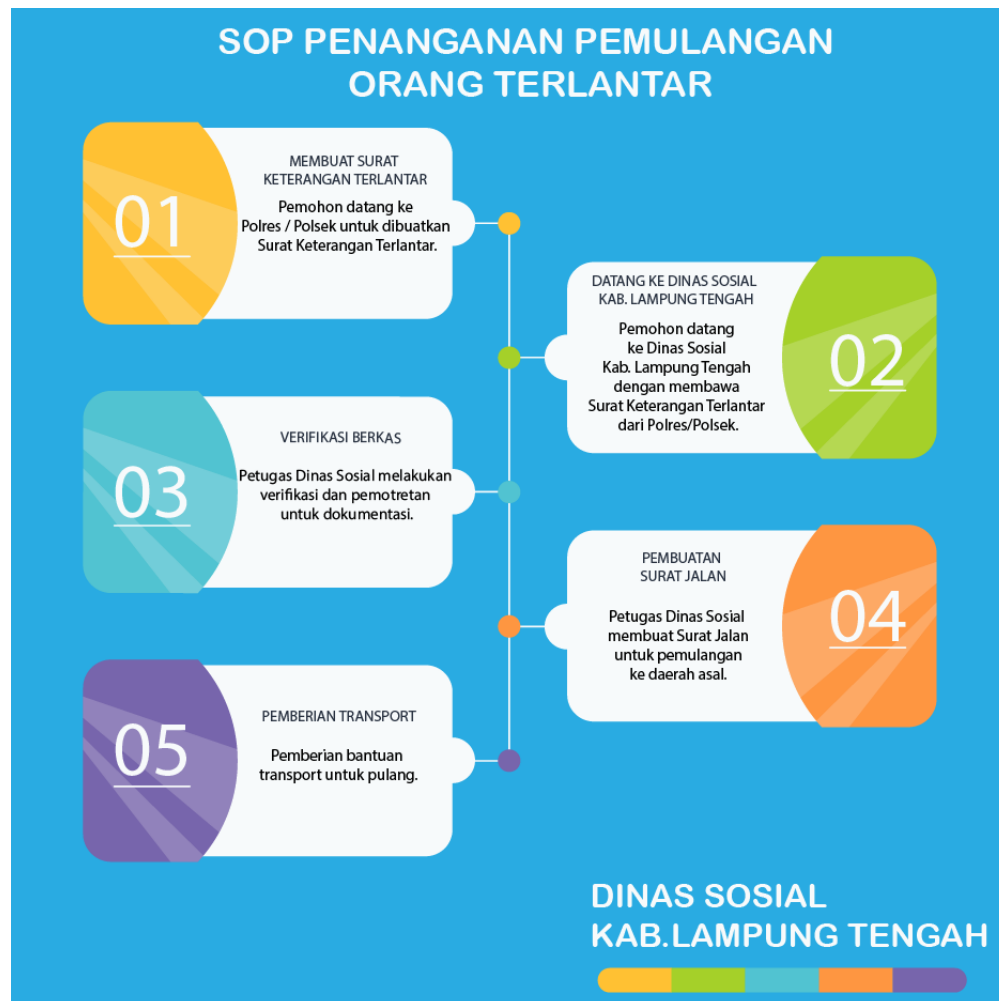 SOP PENANGANAN PEMULANGAN
ORANG TERLANTAR
01
MEMBUAT SURAT
KETERANGAN TERLANTAR
Pemohon datang ke
Polres / Polsek untuk dibuatkan
Surat Keterangan Terlantar.
02
DATANG KE DINAS SOSIAL
KAB. LAMPUNG TENGAH
Pemohon datang
ke Dinas Sosial
Kab. Lampung Tengah
dengan membawa
Surat Keterangan Terlantar
dari Polres/Polsek.
03
VERIFIKASI BERKAS
Petugas Dinas Sosial melakukan
verifikasi dan pemotretan
untuk dokumentasi.
04
PEMBUATAN
SURAT JALAN
Petugas Dinas Sosial
membuat Surat Jalan
untuk pemulangan
ke daerah asal.
05
PEMBERIAN TRANSPORT
Pemberian bantuan
transport untuk pulang.
DINAS SOSIAL
KAB.LAMPUNG TENGAH